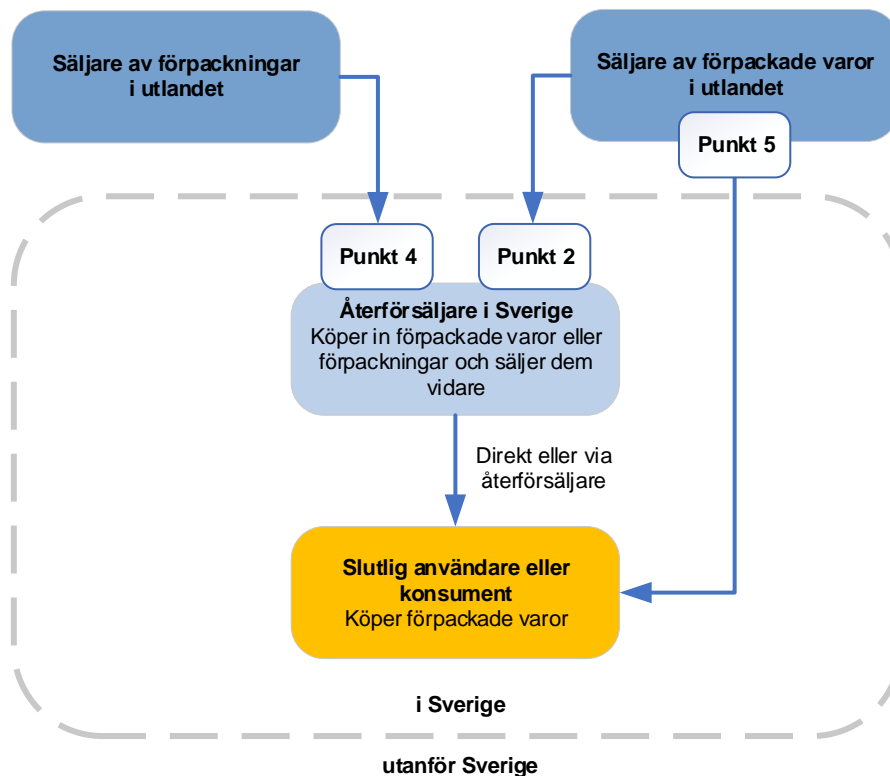 Säljare av förpackningar
i utlandet
Säljare av förpackade varor
i utlandet
Punkt 5
Punkt 4
Punkt 2
Återförsäljare i Sverige
Köper in förpackade varor eller
förpackningar och säljer dem
vidare
Direkt eller via
återförsäljare
Slutlig användare eller
konsument
Köper förpackade varor
i Sverige
utanför Sverige